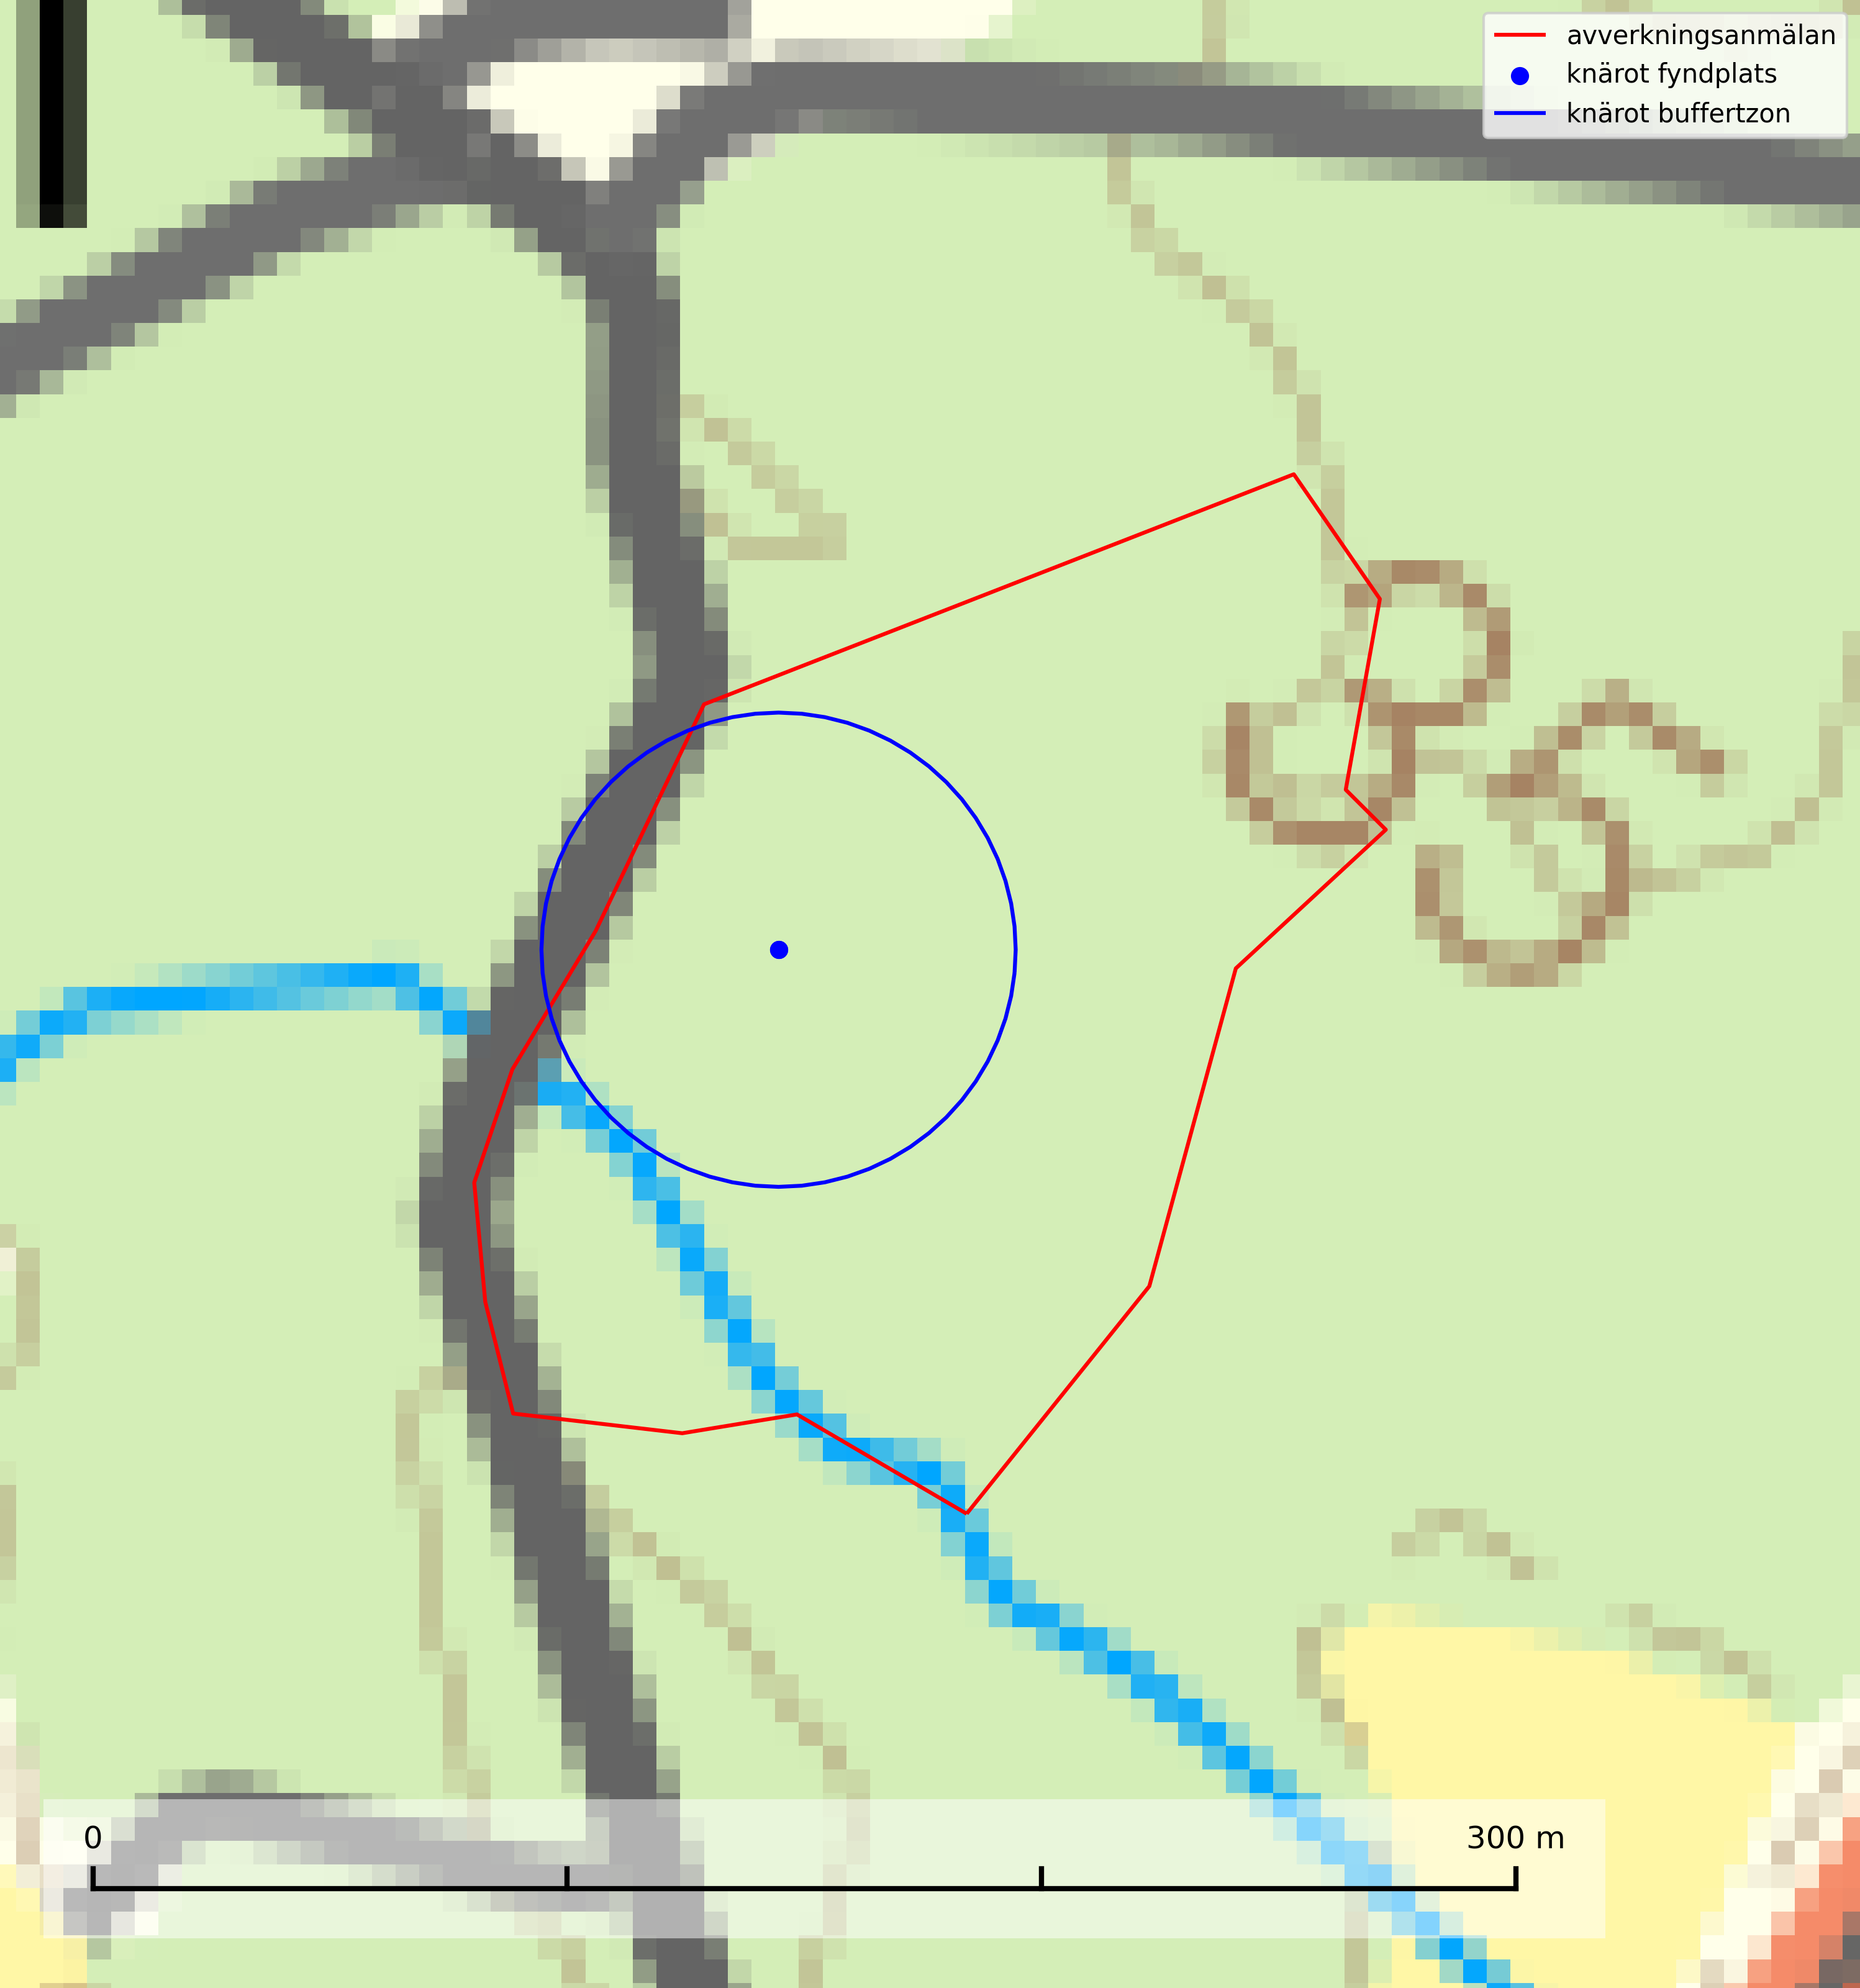 avverkningsanmälan
knärot fyndplats
knärot buffertzon
0 300 m